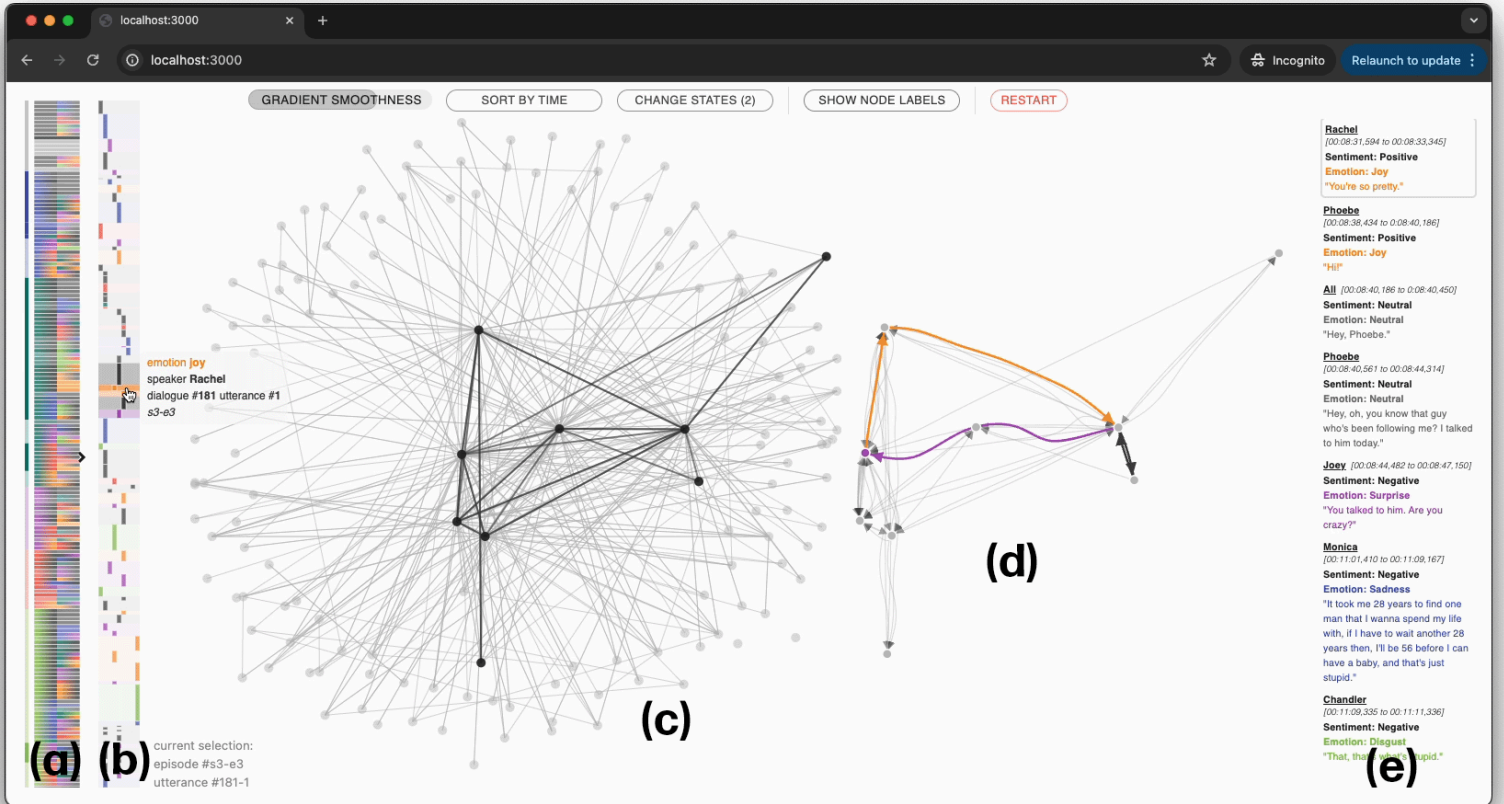 localhost:3000
localhost:3000
Incognito
Relaunch to update
GRADIENT SMOOTHNESS
SORT BY TIME
CHANGE STATES (2)
SHOW NODE LABELS
RESTART
emotion joy
speaker Rachel
dialogue #181 utterance #1
s3-e3
current selection:
episode #s3-e3
utterance #181-1
(a)
(b)
(c)
(d)
Rachel
[00:08:31,594 to 00:08:33,345]
Sentiment: Positive
Emotion: Joy
"You're so pretty."
Phoebe
[00:08:38,434 to 0:08:40,186]
Sentiment: Positive
Emotion: Joy
"Hi!"
All [00:08:40,186 to 0:08:40,450]
Sentiment: Neutral
Emotion: Neutral
"Hey, Phoebe."
Phoebe
[00:08:40,561 to 00:08:44,314]
Sentiment: Neutral
Emotion: Neutral
"Hey, oh, you know that guy
who's been following me? I talked
to him today."
Joey [00:08:44,482 to 00:08:47,150]
Sentiment: Negative
Emotion: Surprise
"You talked to him. Are you
crazy?"
Monica
[00:11:01,410 to 00:11:09,167]
Sentiment: Negative
Emotion: Sadness
"It took me 28 years to find one
man that I wanna spend my life
with, if I have to wait another 28
years then, I'll be 56 before I can
have a baby, and that's just
stupid."
Chandler
[00:11:09,335 to 00:11:11,336]
Sentiment: Negative
Emotion: Disgust
"That, that's what's stupid."
(e)